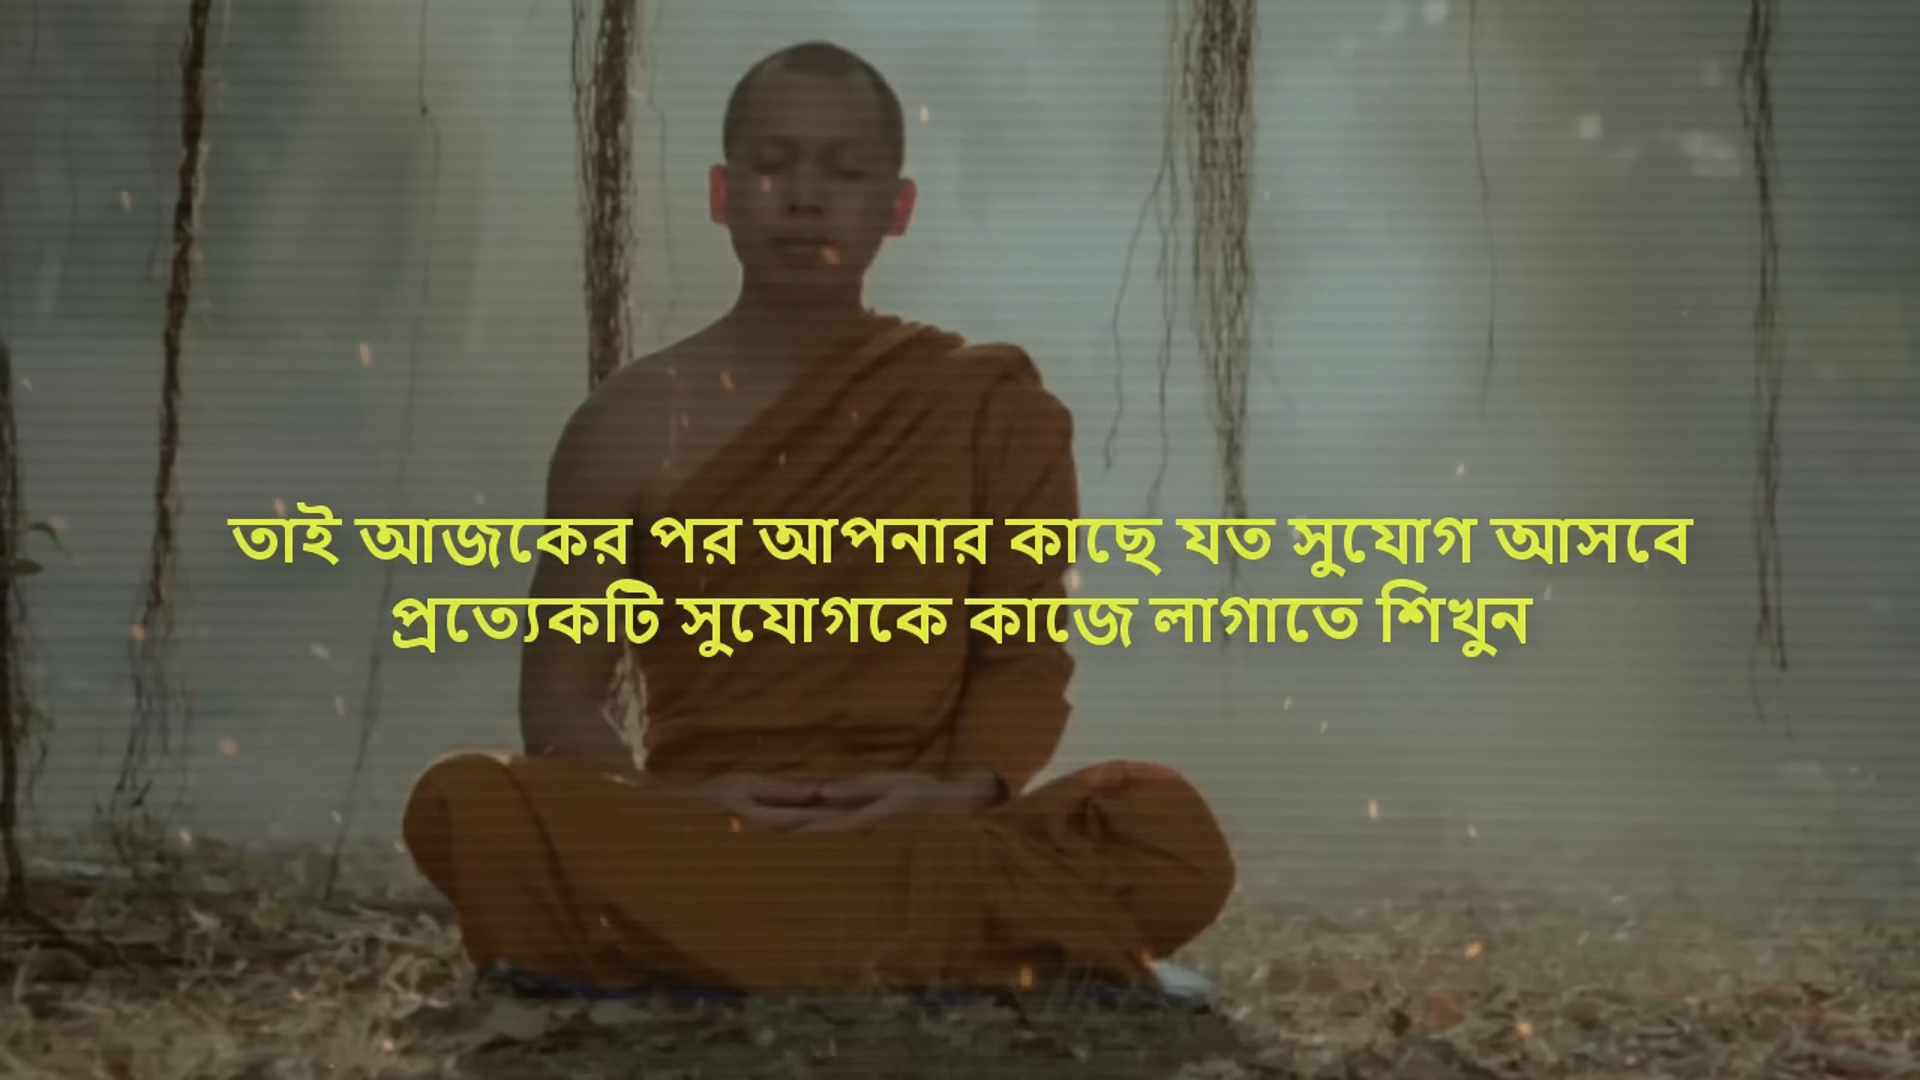 তাই আজকের পর আপনার কাছে যত সুযোগ আসবে
প্রত্যেকটি সুযোগকে কাজে লাগাতে শিখুন